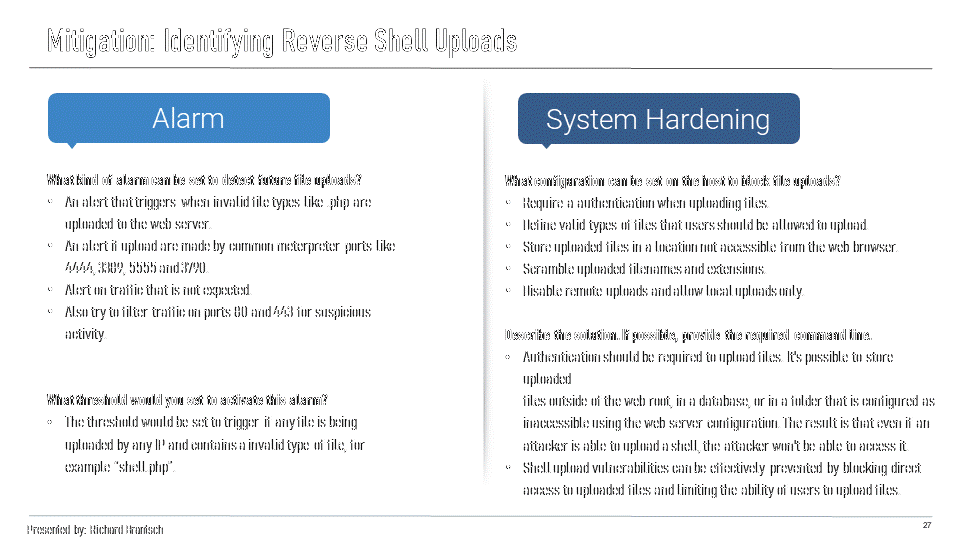 Mitigation: Identifying Reverse Shell Uploads
Alarm
What kind of alarm can be set to detect future file uploads?
◦ An alert that triggers when invalid file types like .php are
uploaded to the web server.
◦ An alert if upload are made by common meterpreter ports like
4444, 3389, 5555 and 3790.
◦ Alert on traffic that is not expected.
◦ Also try to filter traffic on ports 80 and 443 for suspicious
activity.
What threshold would you set to activate this alarm?
◦ The threshold would be set to trigger if any file is being
uploaded by any IP and contains a invalid type of file, for
example "shell.php".
System Hardening
What configuration can be set on the host to block file uploads?
◦ Require a authentication when uploading files.
◦ Define valid types of files that users should be allowed to upload.
◦ Store uploaded files in a location not accessible from the web browser.
◦ Scramble uploaded filenames and extensions.
◦ Disable remote uploads and allow local uploads only.
Describe the solution. If possible, provide the required command line.
◦ Authentication should be required to upload files. It's possible to store
uploaded
files outside of the web root, in a database, or in a folder that is configured as
inaccessible using the web server configuration. The result is that even if an
attacker is able to upload a shell, the attacker won't be able to access it.
◦ Shell upload vulnerabilities can be effectively prevented by blocking direct
access to uploaded files and limiting the ability of users to upload files.
Presented by: Richard
27